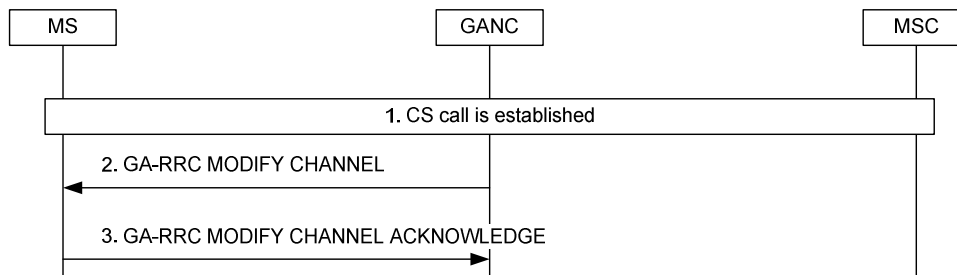 MS
GANC
MSC
1. CS call is established
2. GA-RRC MODIFY CHANNEL
3. GA-RRC MODIFY CHANNEL ACKNOWLEDGE